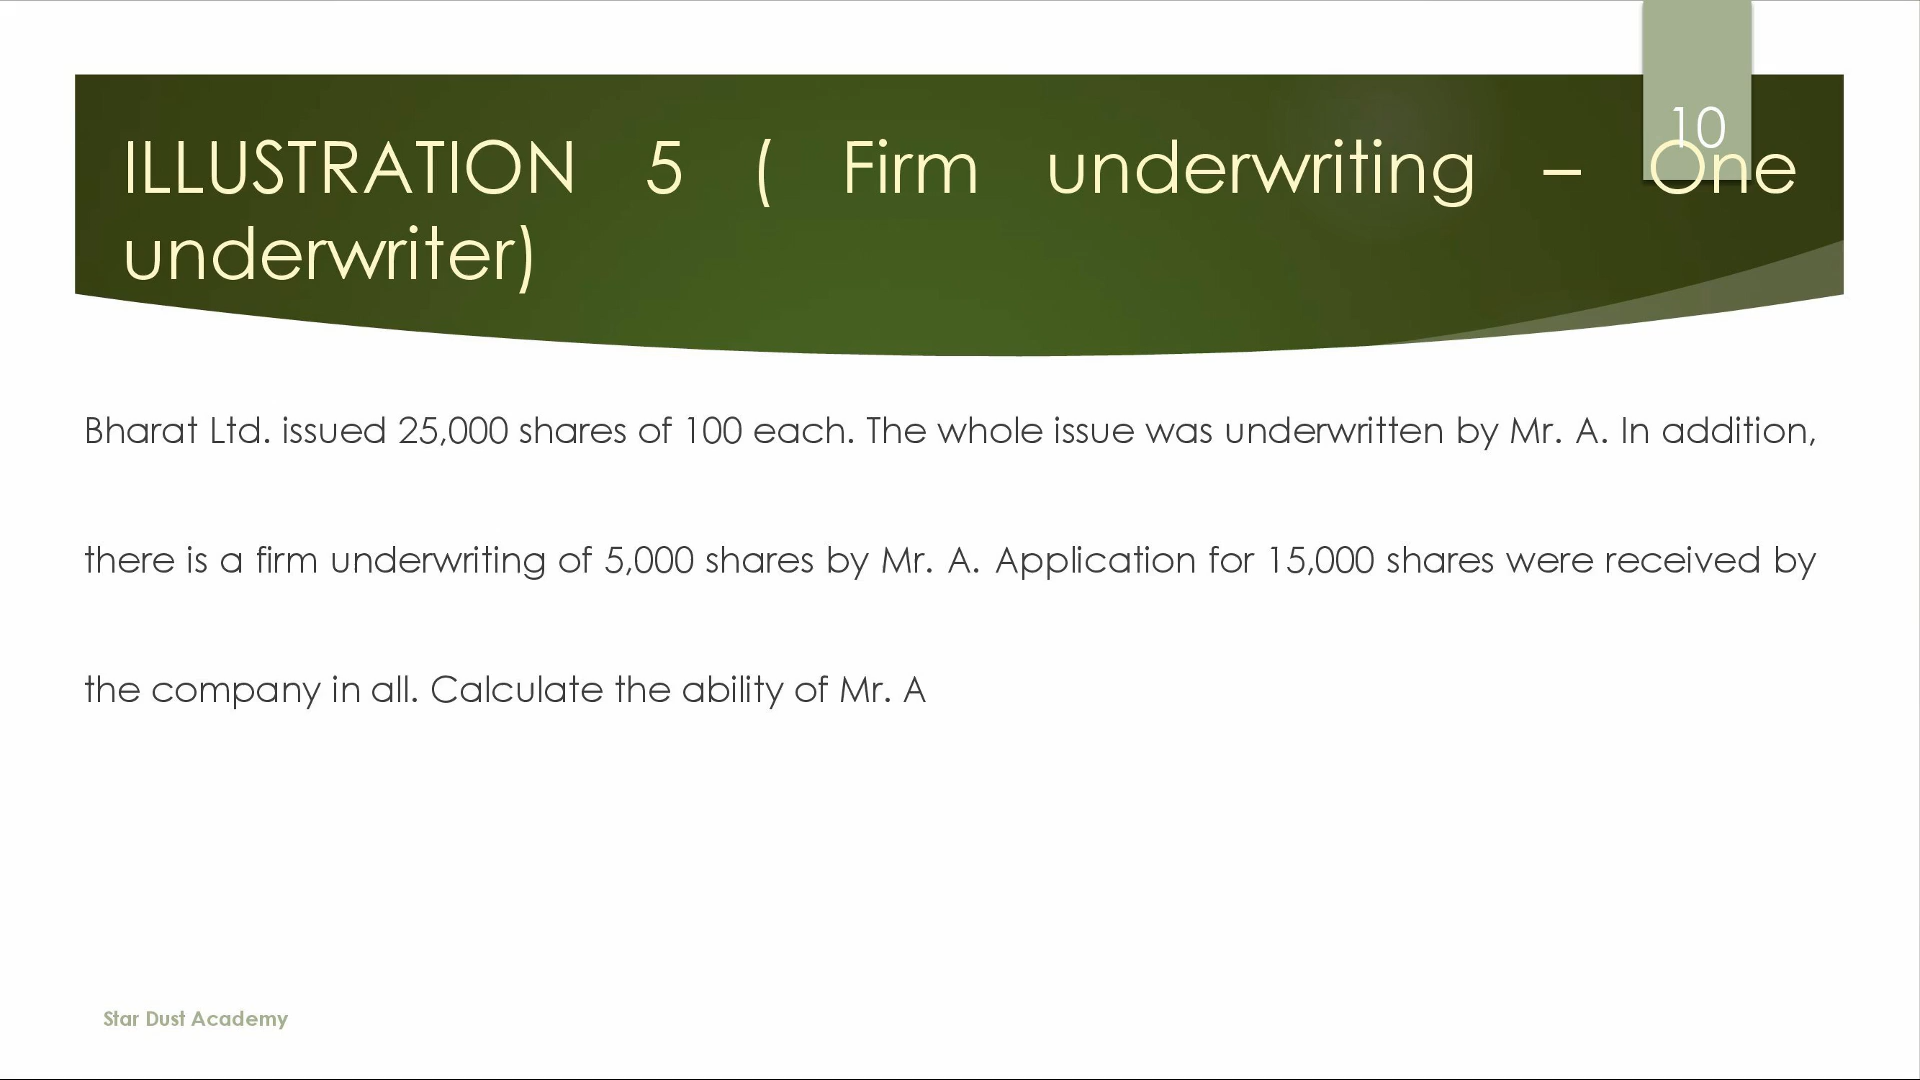 10
ILLUSTRATION 5 ( Firm underwriting – One
underwriter)
Bharat Ltd. issued 25,000 shares of 100 each. The whole issue was underwritten by Mr. A. In addition,
there is a firm underwriting of 5,000 shares by Mr. A. Application for 15,000 shares were received by
the company in all. Calculate the ability of Mr. A
Star Dust Academy